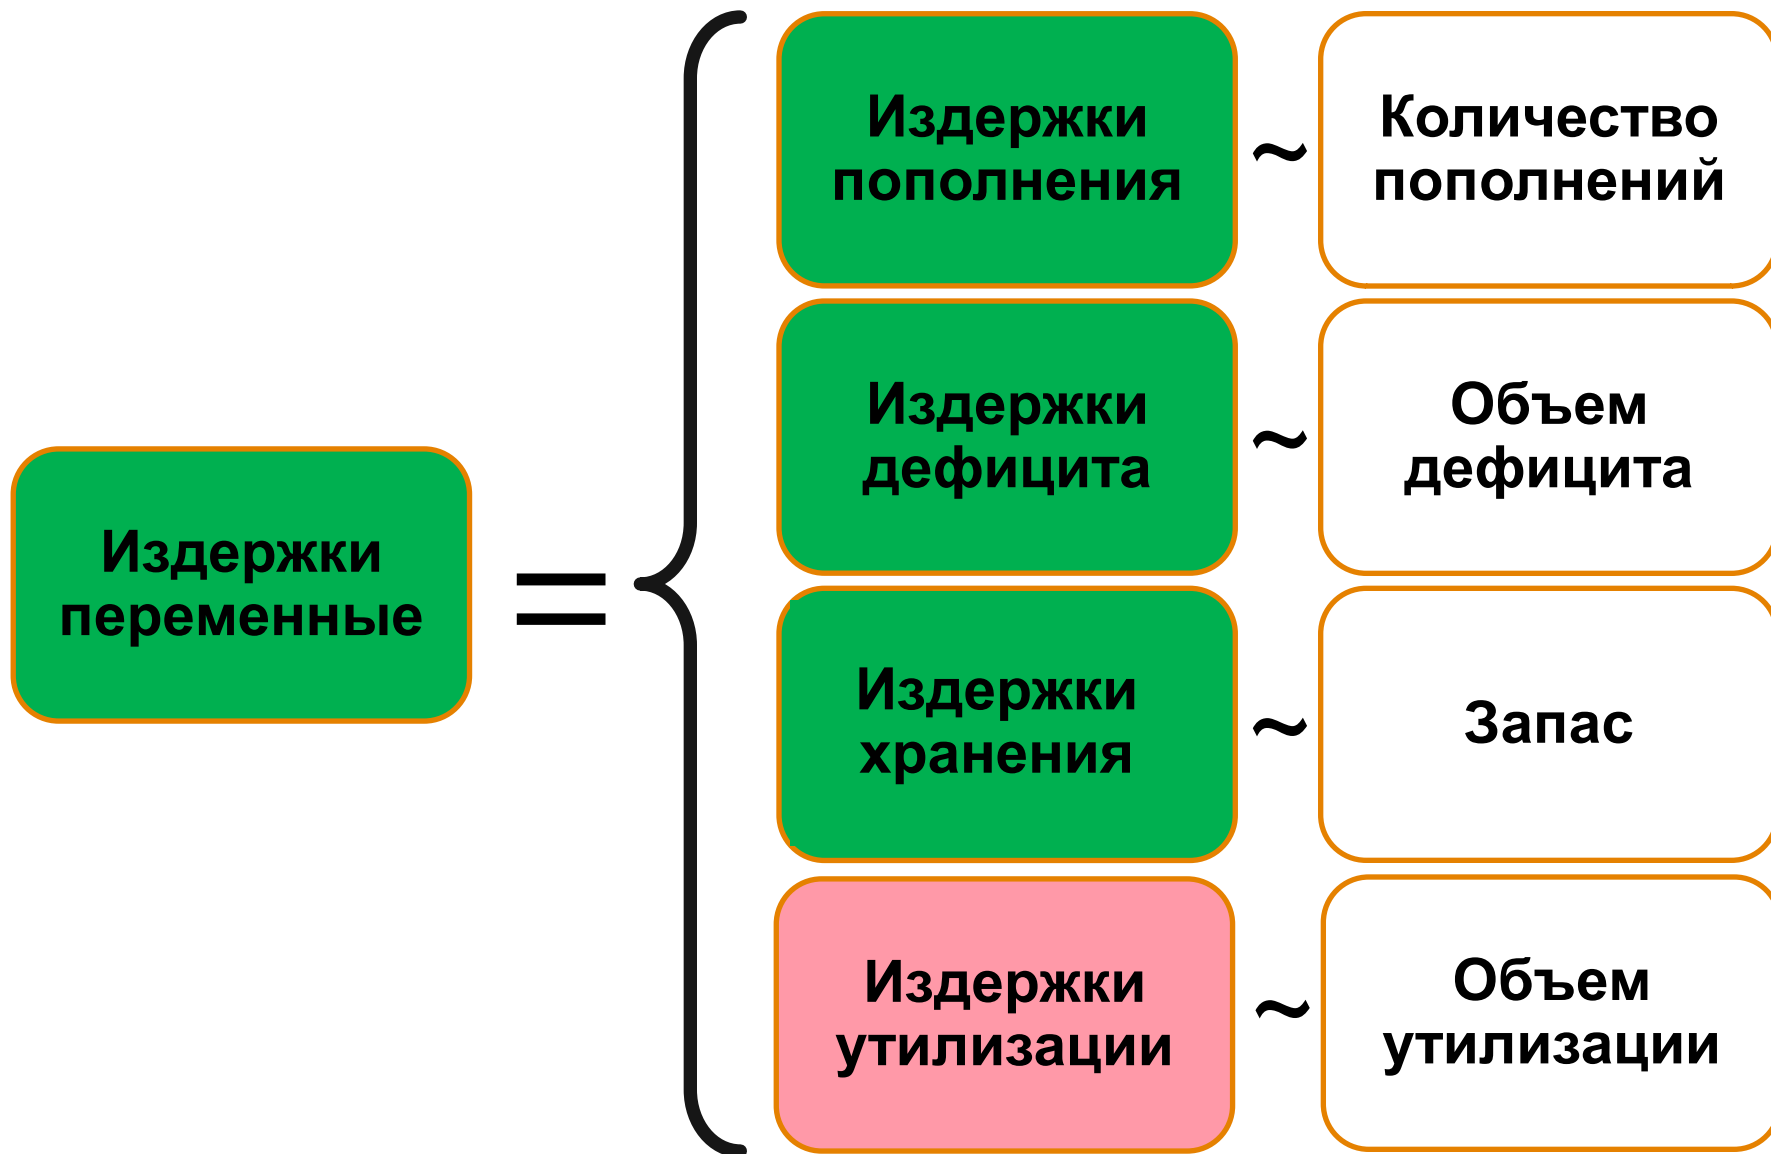 Издержки
переменные
=
Издержки
пополнения
~
Количество
пополнений
Издержки
дефицита
~
Объем
дефицита
Издержки
хранения
~
Запас
Издержки
утилизации
~
Объем
утилизации